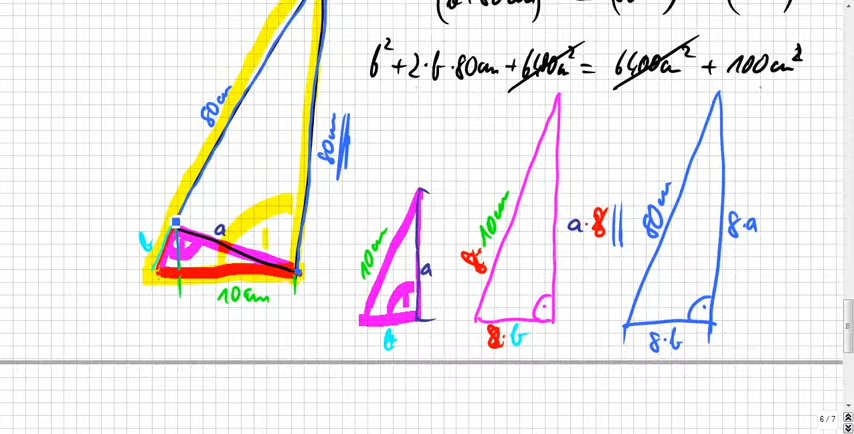 b² + 2·b·80cm + 6400cm² = 6400cm² + 100cm²
80cm
80cm
b
a
10cm
10cm
a
b
8·10cm
a·8
8·b
80cm
8·a
8·b
6 / 7